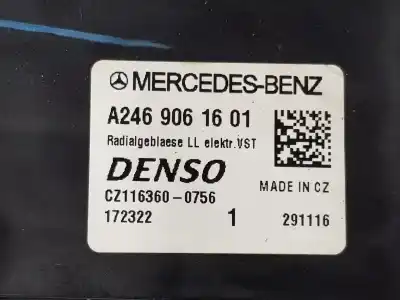 MERCEDES-BENZ
A246 906 16 01
Radialgeblaese LL elektr.VST
DENSO
CZ116360-0756
MADE IN CZ
172322 1 291116